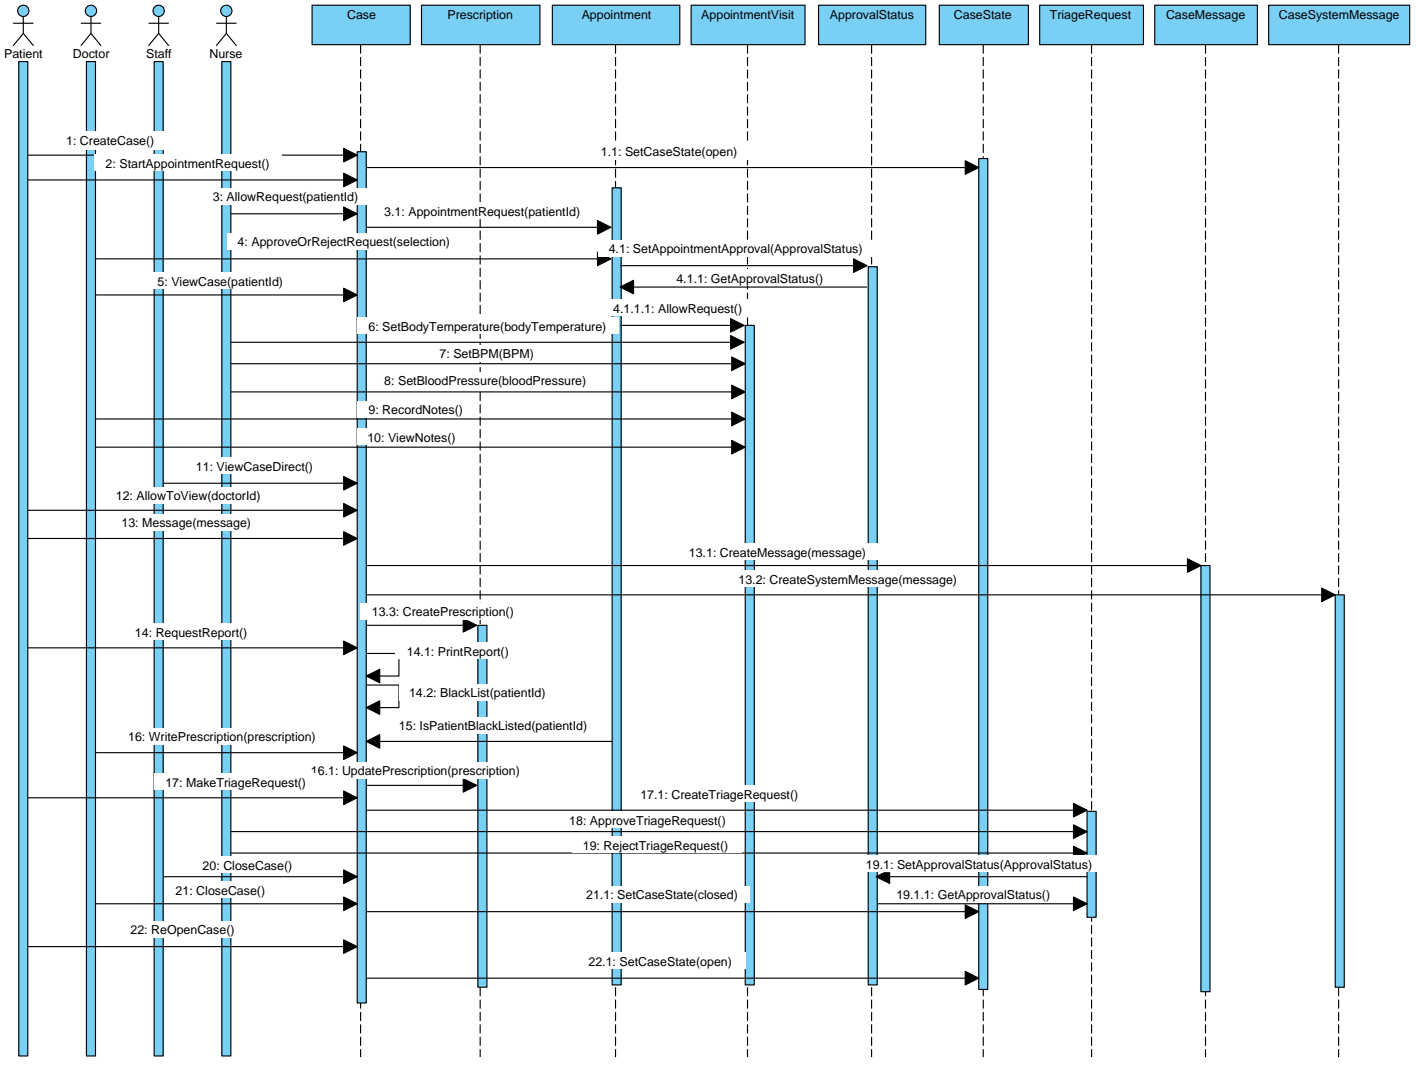 Patient
Doctor
Staff
Nurse
Case
Prescription
Appointment
AppointmentVisit
ApprovalStatus
CaseState
TriageRequest
CaseMessage
CaseSystemMessage
1: CreateCase()
1.1: SetCaseState(open)
2: StartAppointmentRequest()
3: AllowRequest(patientId)
3.1: AppointmentRequest(patientId)
4: ApproveOrRejectRequest(selection)
4.1: SetAppointmentApproval(ApprovalStatus)
4.1.1: GetApprovalStatus()
5: ViewCase(patientId)
4.1.1.1: AllowRequest()
6: SetBodyTemperature(bodyTemperature)
7: SetBPM(BPM)
8: SetBloodPressure(bloodPressure)
9: RecordNotes()
10: ViewNotes()
11: ViewCaseDirect()
12: AllowToView(doctorId)
13: Message(message)
13.1: CreateMessage(message)
13.2: CreateSystemMessage(message)
13.3: CreatePrescription()
14: RequestReport()
14.1: PrintReport()
14.2: BlackList(patientId)
15: IsPatientBlackListed(patientId)
16: WritePrescription(prescription)
16.1: UpdatePrescription(prescription)
17: MakeTriageRequest()
17.1: CreateTriageRequest()
18: ApproveTriageRequest()
19: RejectTriageRequest()
19.1: SetApprovalStatus(ApprovalStatus)
20: CloseCase()
21: CloseCase()
21.1: SetCaseState(closed)
19.1.1: GetApprovalStatus()
22: ReOpenCase()
22.1: SetCaseState(open)